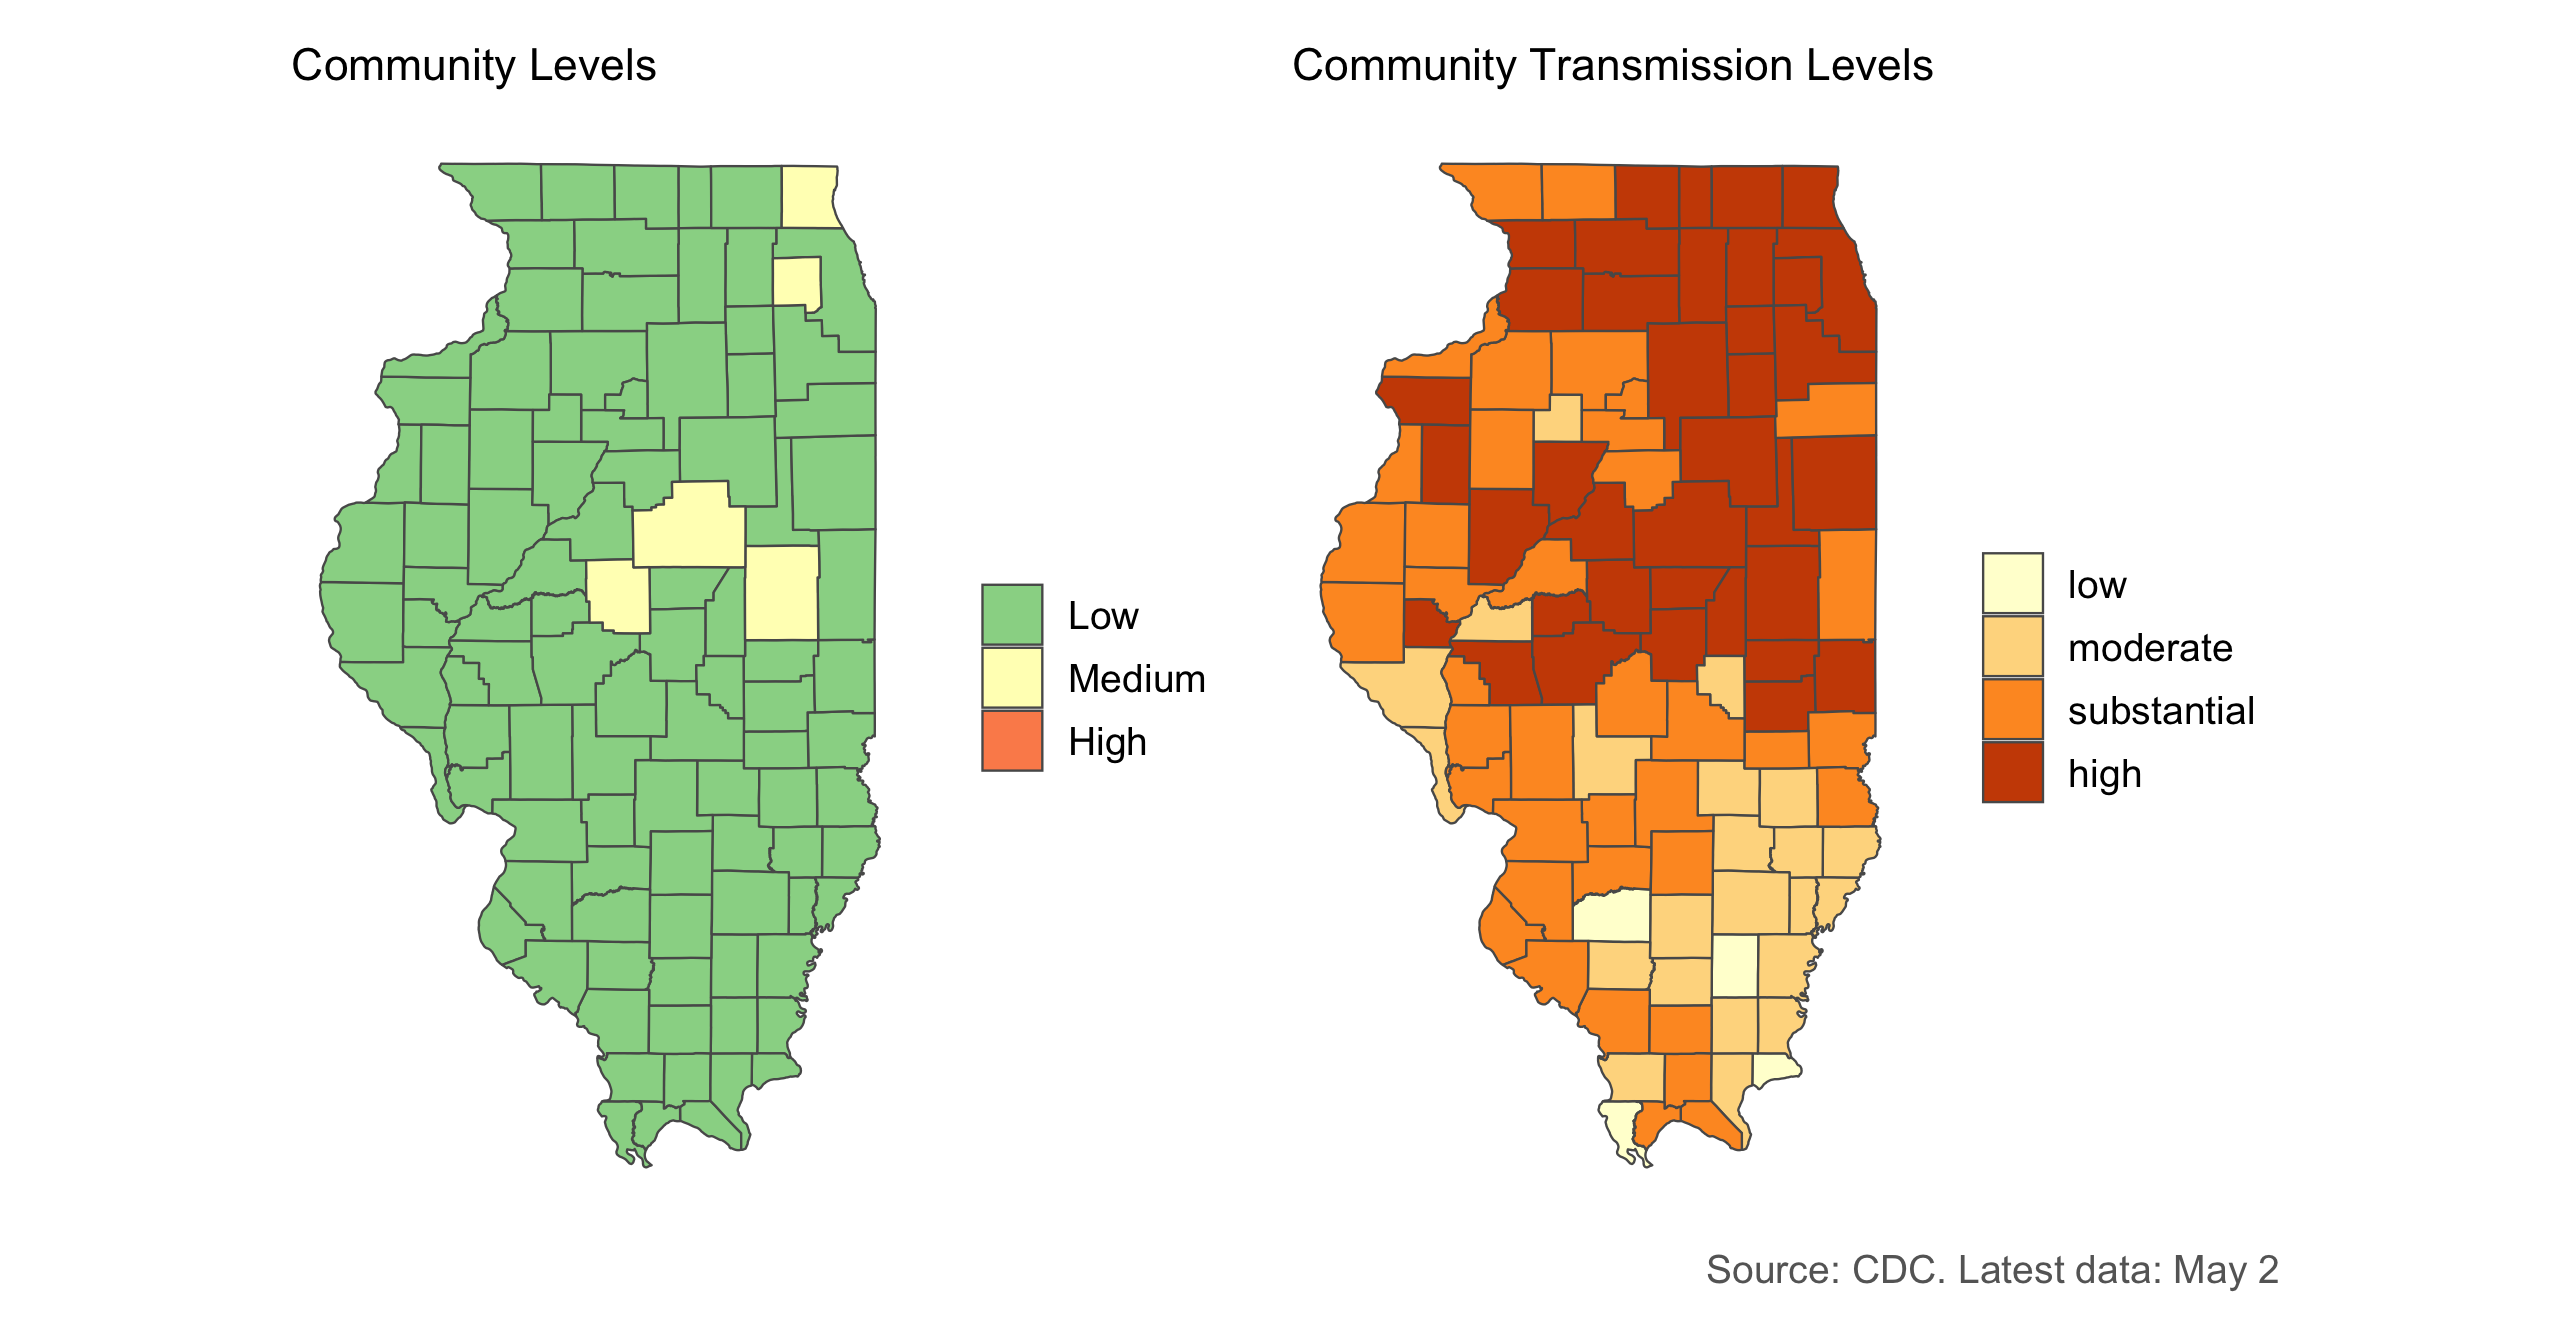 Community Levels
Low
Medium
High
Community Transmission Levels
low
moderate
substantial
high
Source: CDC. Latest data: May 2